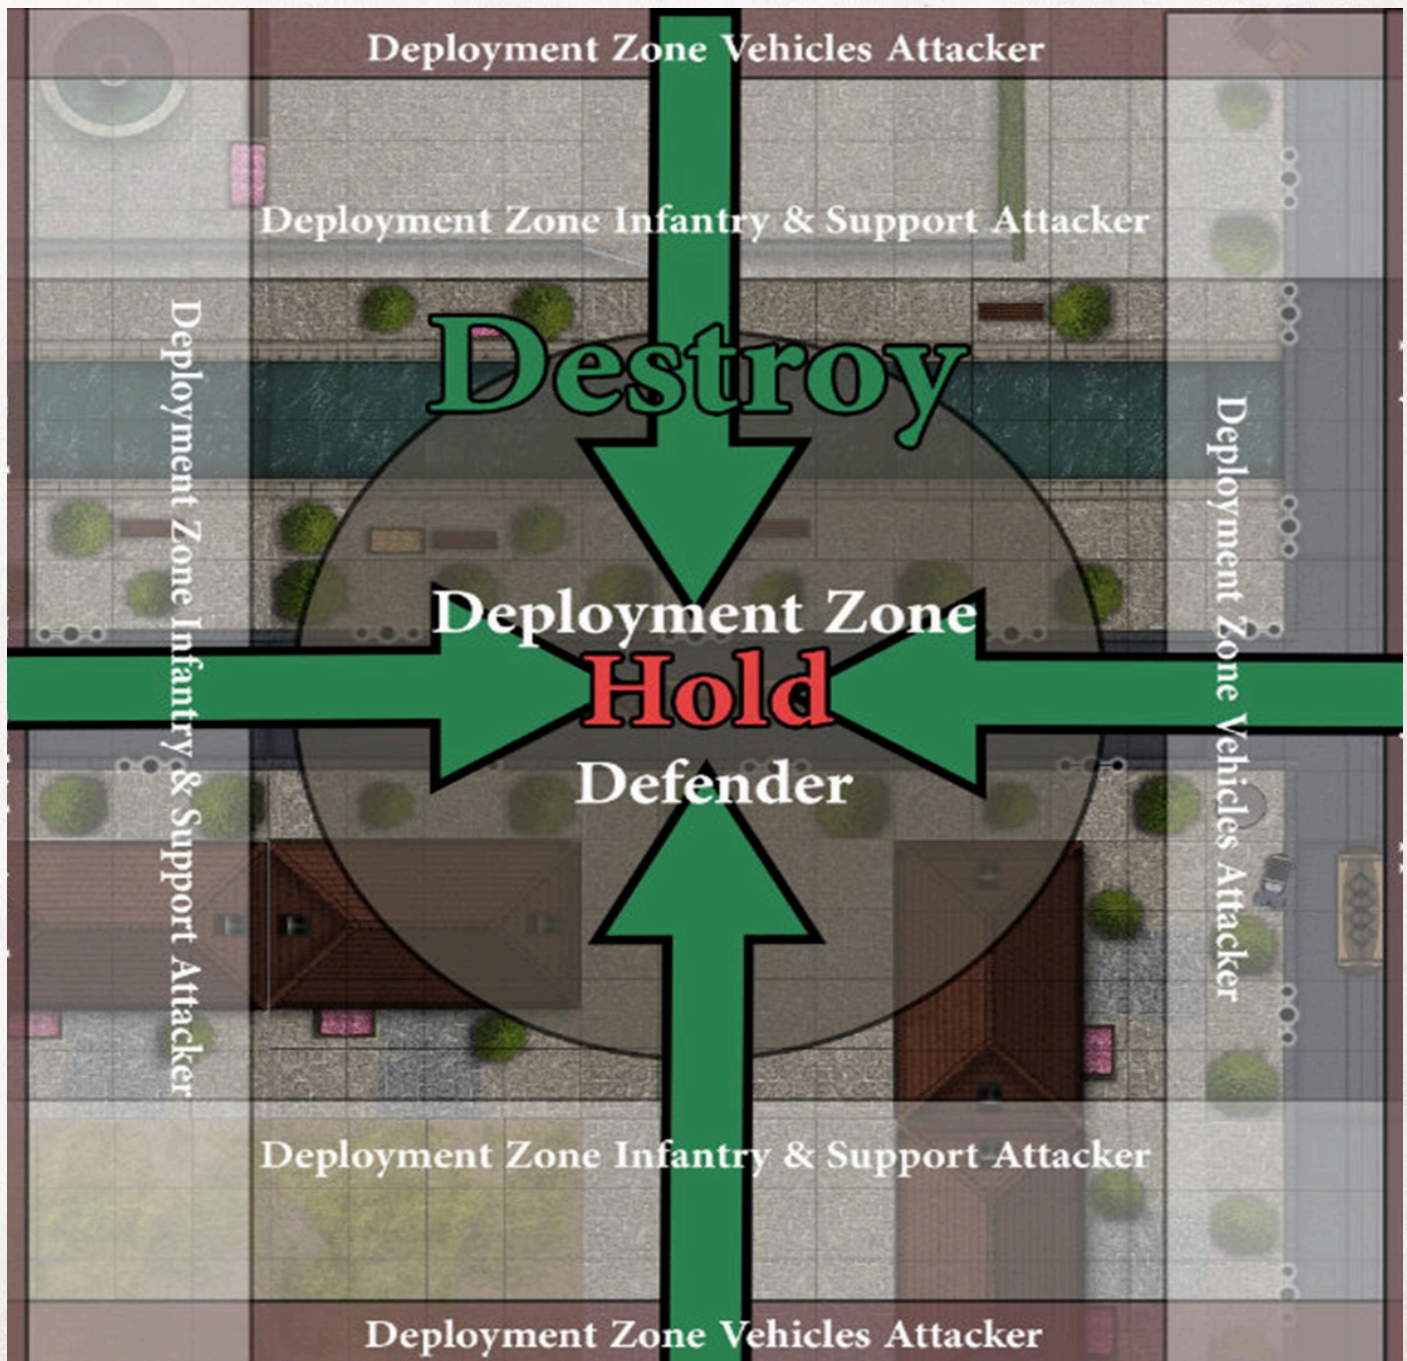 Deployment Zone Vehicles Attacker
Deployment Zone Infantry & Support Attacker
Destroy
Deployment Zone Infantry & Support Attacker
Deployment Zone Vehicles Attacker
Deployment Zone
Hold
Defender
Deployment Zone Infantry & Support Attacker
Deployment Zone Vehicles Attacker